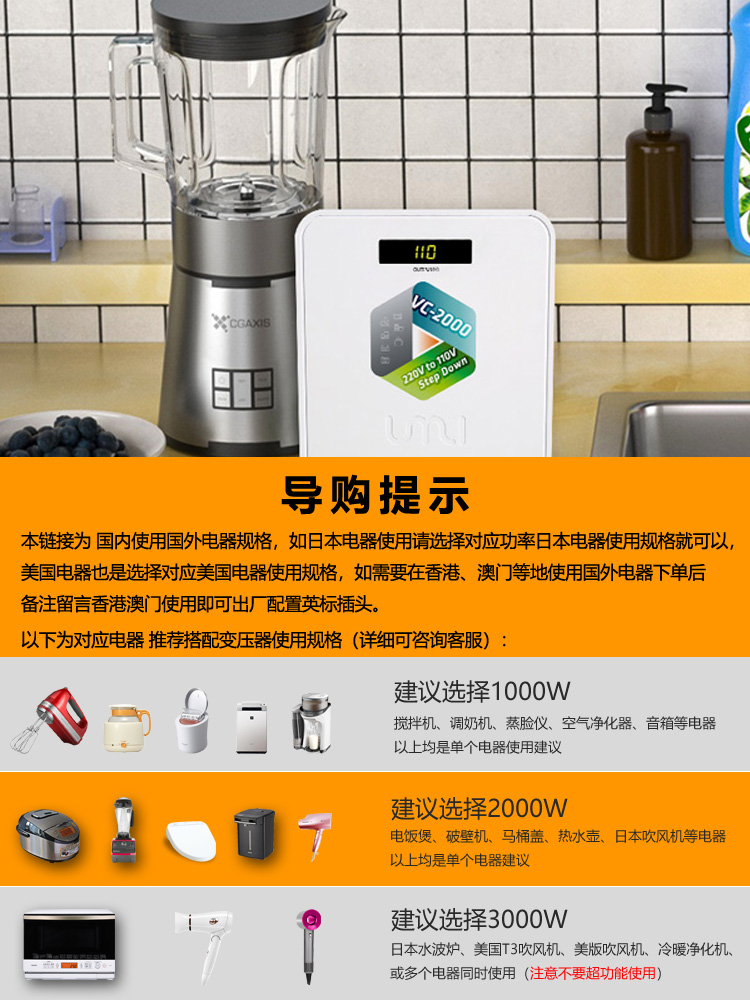 110
VC-2000
220V to 110V
Step Down
CGAXIS
导购提示
本链接为 国内使用国外电器规格，如日本电器使用请选择对应功率日本电器使用规格就可以，
美国电器也是选择对应美国电器使用规格，如需要在香港、澳门等地使用国外电器下单后
备注留言香港澳门使用即可出厂配置英标插头。
以下为对应电器 推荐搭配变压器使用规格（详细可咨询客服）：
建议选择1000W
搅拌机、调奶机、蒸脸仪、空气净化器、音箱等电器
以上均是单个电器使用建议
建议选择2000W
电饭煲、破壁机、马桶盖、热水壶、日本吹风机等电器
以上均是单个电器建议
建议选择3000W
日本水波炉、美国T3吹风机、美版吹风机、冷暖净化机、
或多个电器同时使用（注意不要超功能使用）